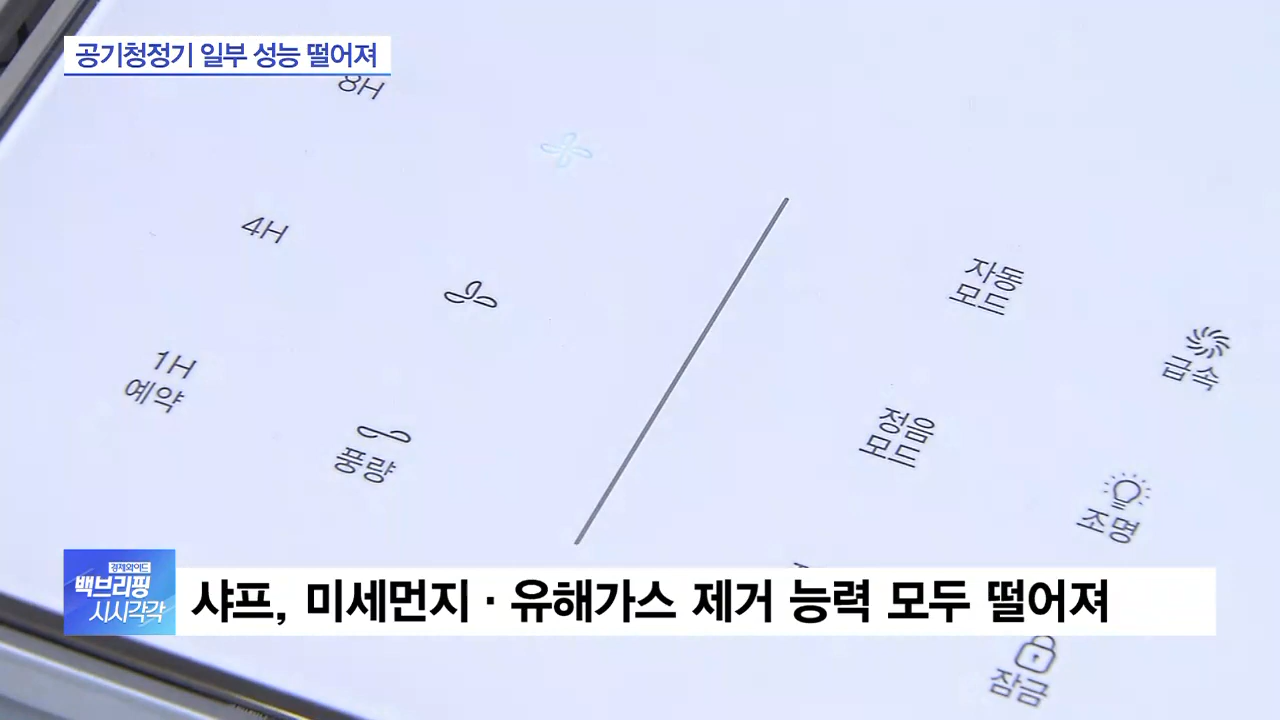 공기청정기 일부 성능 떨어져
8H
4H
1H
예약
풍량
자동
모드
급속
정음
모드
조명
경제와이드
백브리핑
시시각각
샤프, 미세먼지·유해가스 제거 능력 모두 떨어져
잠금